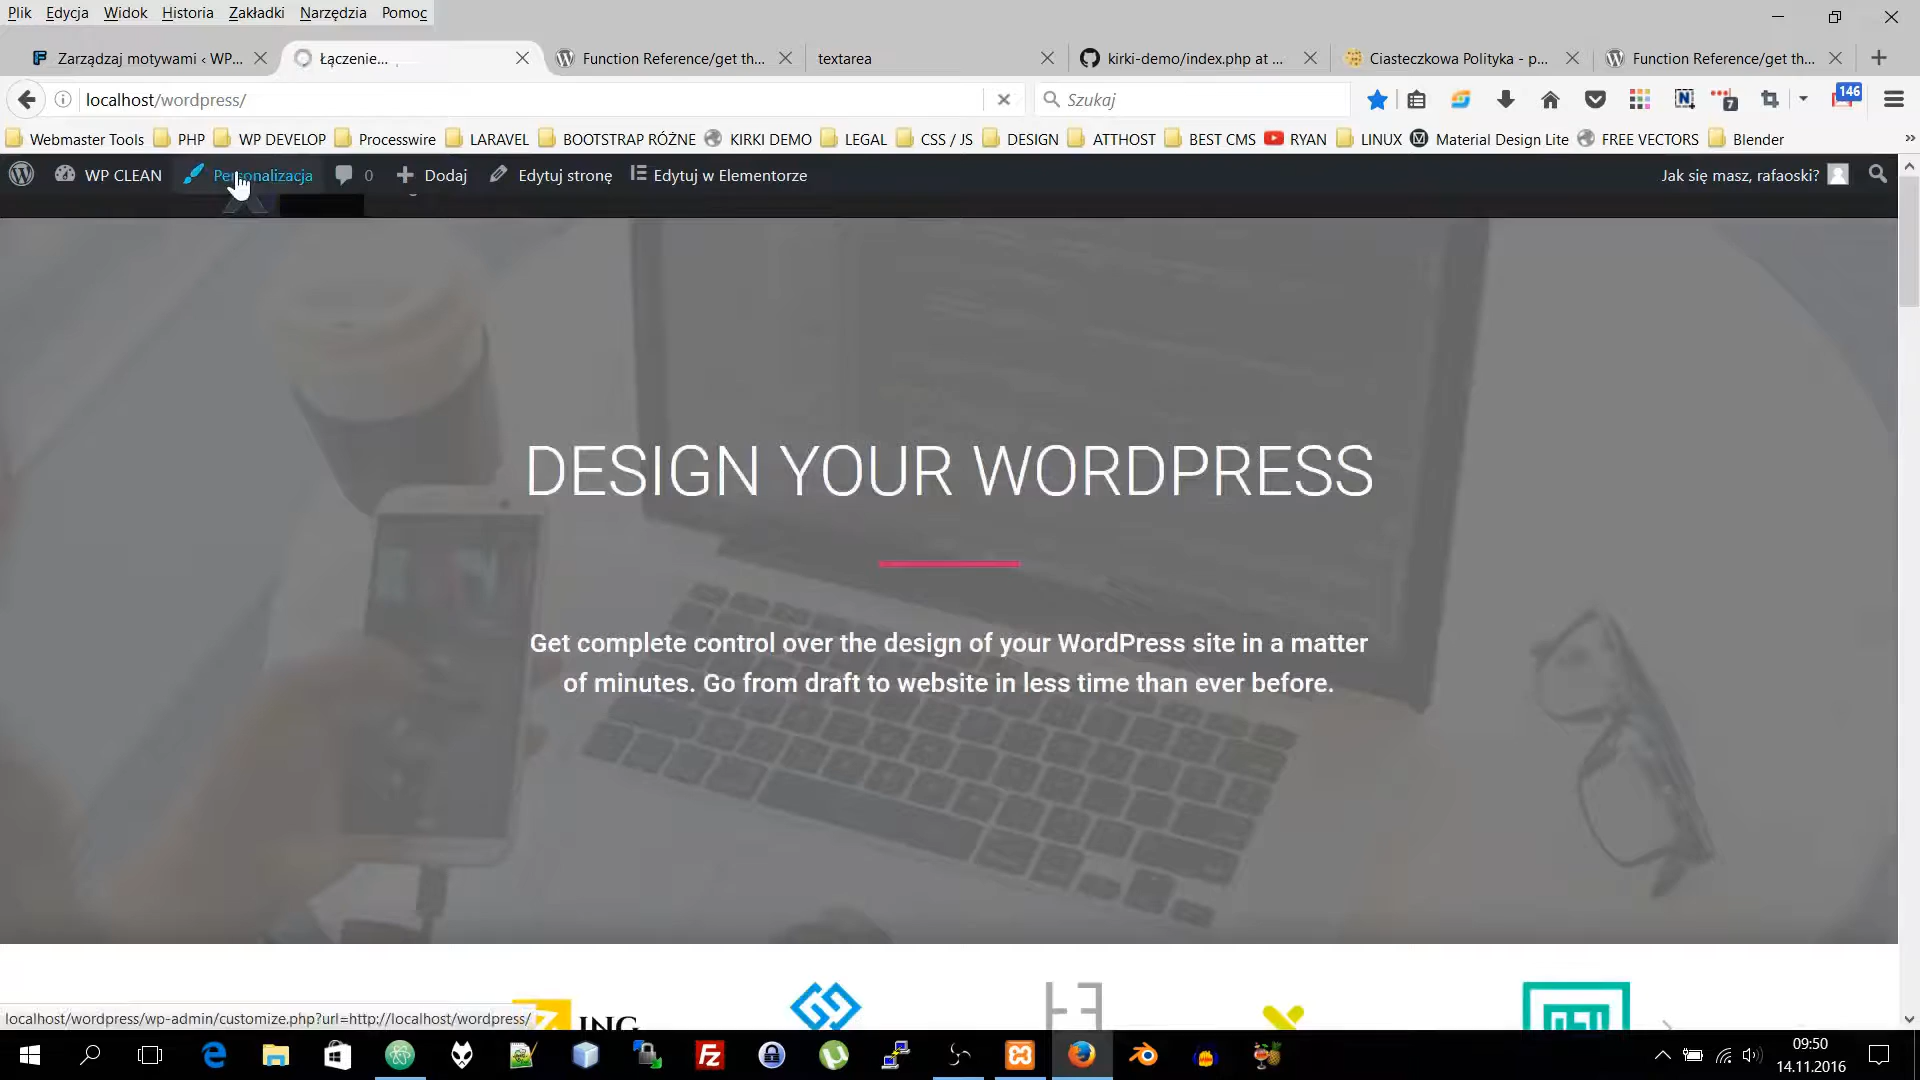 Plik Edycja Widok Historia Zakładki Narzędzia Pomoc
Zarządzaj motywami ‹ WP... Łączenie... Function Reference/get th... textarea kirki-demo/index.php at ... Ciasteczkowa Polityka - p... Function Reference/get th...
localhost/wordpress/ Szukaj 7 146
Webmaster Tools PHP WP DEVELOP Processwire LARAVEL BOOTSTRAP RÓŻNE KIRKI DEMO LEGAL CSS / JS DESIGN ATTHOST BEST CMS RYAN LINUX Material Design Lite FREE VECTORS Blender
WP CLEAN Personalizacja 0 Dodaj Edytuj stronę Edytuj w Elementorze Jak się masz, rafaoski?
DESIGN YOUR WORDPRESS
Get complete control over the design of your WordPress site in a matter
of minutes. Go from draft to website in less time than ever before.
localhost/wordpress/wp-admin/customize.php?url=http://localhost/wordpress/
09:50
14.11.2016